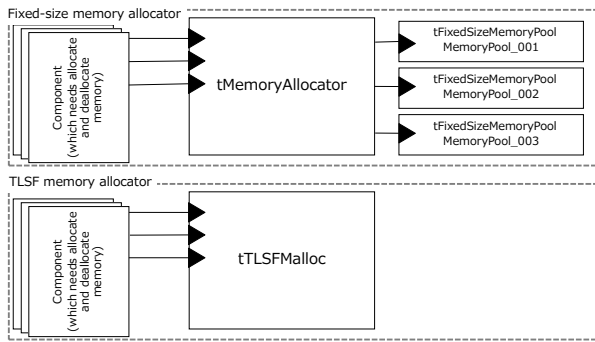 Fixed-size memory allocator
Component
(which needs allocate
and deallocate
memory)
tMemoryAllocator
tFixedSizeMemoryPool
MemoryPool_001
tFixedSizeMemoryPool
MemoryPool_002
tFixedSizeMemoryPool
MemoryPool_003
TLSF memory allocator
Component
(which needs allocate
and deallocate
memory)
tTLSFMalloc